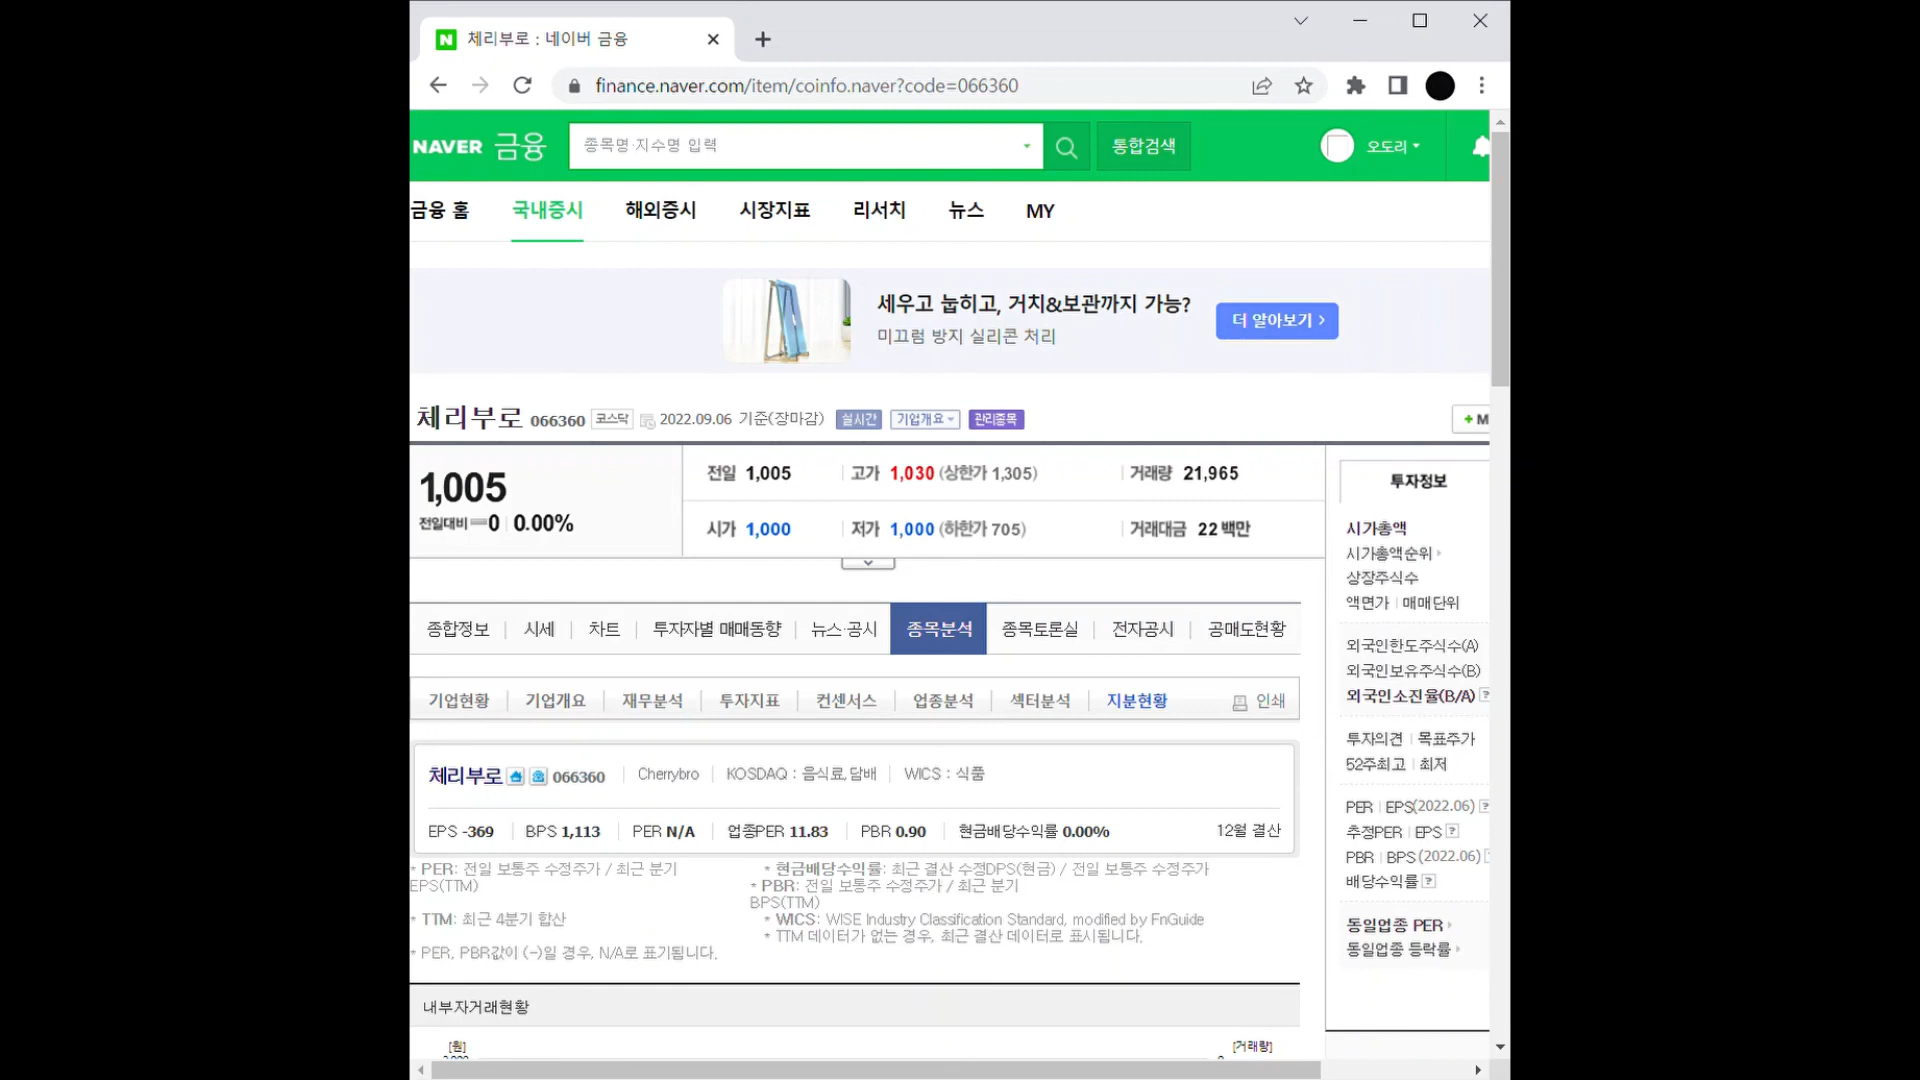 체리부로 : 네이버 금융
finance.naver.com/item/coinfo.naver?code=066360
NAVER 금융 종목명·지수명 입력 통합검색 오도리
금융 홈 국내증시 해외증시 시장지표 리서치 뉴스 MY
세우고 눕히고, 거치&보관까지 가능?
미끄럼 방지 실리콘 처리
더 알아보기 ›
체리부로 066360 코스닥 2022.09.06 기준(장마감) 실시간 기업개요 관리종목 + M
1,005
전일대비 0 0.00%
전일 1,005 고가 1,030 (상한가 1,305) 거래량 21,965
시가 1,000 저가 1,000 (하한가 705) 거래대금 22 백만
종합정보 시세 차트 투자자별 매매동향 뉴스·공시 종목분석 종목토론실 전자공시 공매도현황
기업현황 기업개요 재무분석 투자지표 컨센서스 업종분석 섹터분석 지분현황 인쇄
체리부로 066360 Cherrybro KOSDAQ : 음식료,담배 WICS : 식품
EPS -369 BPS 1,113 PER N/A 업종PER 11.83 PBR 0.90 현금배당수익률 0.00% 12월 결산
* PER: 전일 보통주 수정주가 / 최근 분기
EPS(TTM)
* TTM: 최근 4분기 합산
* PER, PBR값이 (-)일 경우, N/A로 표기됩니다.
* 현금배당수익률: 최근 결산 수정DPS(현금) / 전일 보통주 수정주가
* PBR: 전일 보통주 수정주가 / 최근 분기
BPS(TTM)
* WICS: WISE Industry Classification Standard, modified by FnGuide
* TTM 데이터가 없는 경우, 최근 결산 데이터로 표시됩니다.
내부자거래현황
[원] [거래량]
투자정보
시가총액
시가총액순위
상장주식수
액면가 매매단위
외국인한도주식수(A)
외국인보유주식수(B)
외국인소진율(B/A) ?
투자의견 목표주가
52주최고 최저
PER EPS(2022.06) ?
추정PER EPS ?
PBR BPS (2022.06)
배당수익률 ?
동일업종 PER
동일업종 등락률